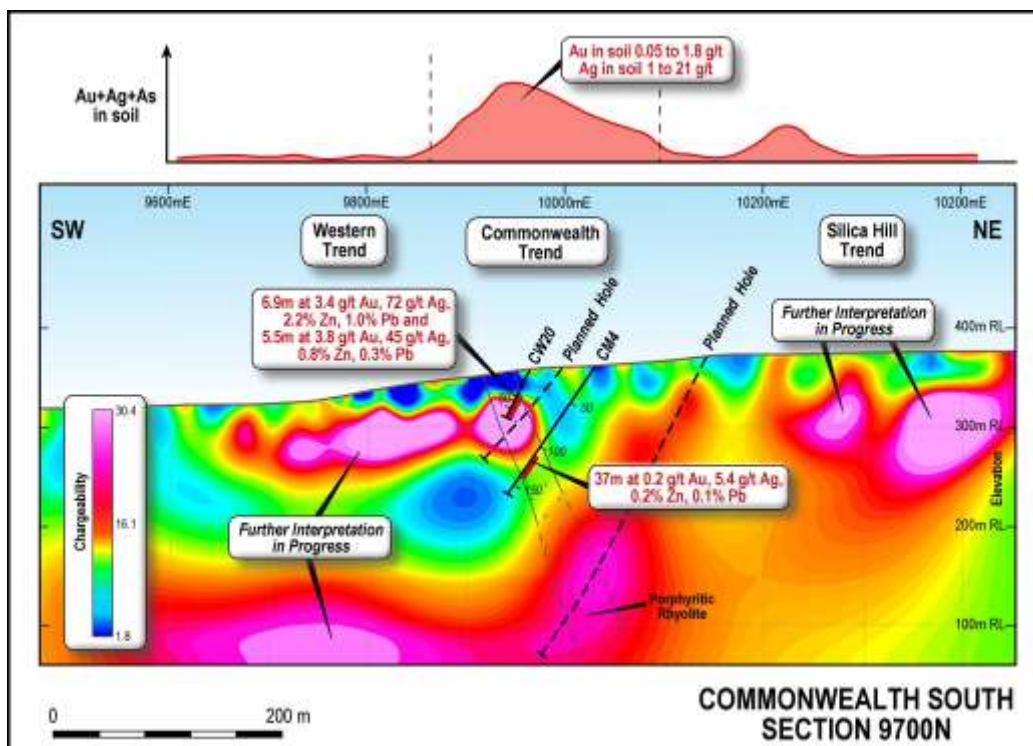 Au in soil 0.05 to 1.8 g/t
Ag in soil 1 to 21 g/t
Au+Ag+As
in soil
9600mE
9800mE
10000mE
10200mE
10200mE
SW
Western
Trend
Commonwealth
Trend
Silica Hill
Trend
NE
6.9m at 3.4 g/t Au, 72 g/t Ag,
2.2% Zn, 1.0% Pb and
5.5m at 3.8 g/t Au, 45 g/t Ag,
0.8% Zn, 0.3% Pb
CW20
Planned Hole
CM4
Planned Hole
Further Interpretation
in Progress
400m RL
300m RL
200m RL
100m RL
Elevation
50
50
100
150
37m at 0.2 g/t Au, 5.4 g/t Ag,
0.2% Zn, 0.1% Pb
Chargeability
30.4
16.1
1.8
Further Interpretation
in Progress
Porphyritic
Rhyolite
0
200 m
COMMONWEALTH SOUTH
SECTION 9700N